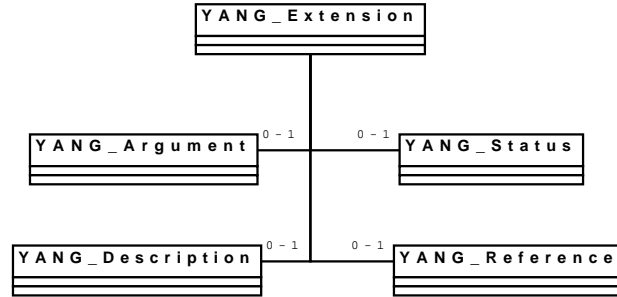 YANG_Extension
0-1 0-1
YANG_Argument YANG_Status
0-1 0-1
YANG_Description YANG_Reference